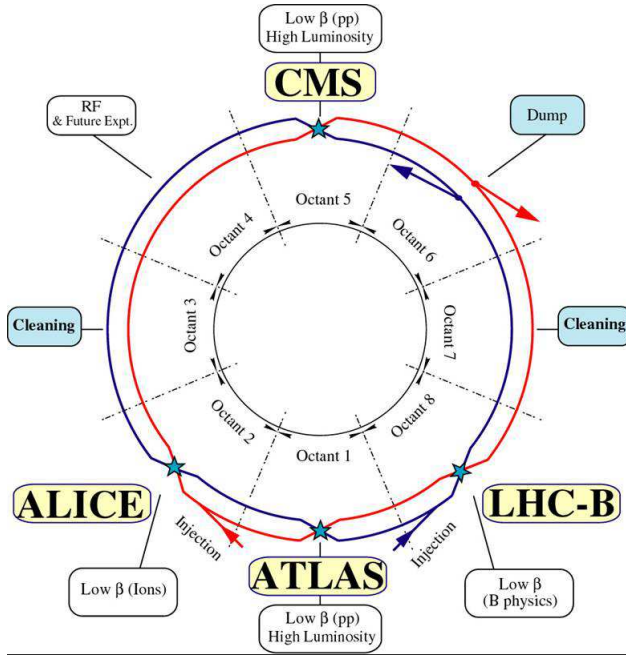 Low β (pp)
High Luminosity
CMS
RF
& Future Expt.
Dump
Octant 5
Octant 4
Octant 6
Cleaning
Octant 3
Octant 7
Cleaning
Octant 2
Octant 8
Octant 1
ALICE
LHC-B
Injection
Injection
ATLAS
Low β (Ions)
Low β
(B physics)
Low β (pp)
High Luminosity